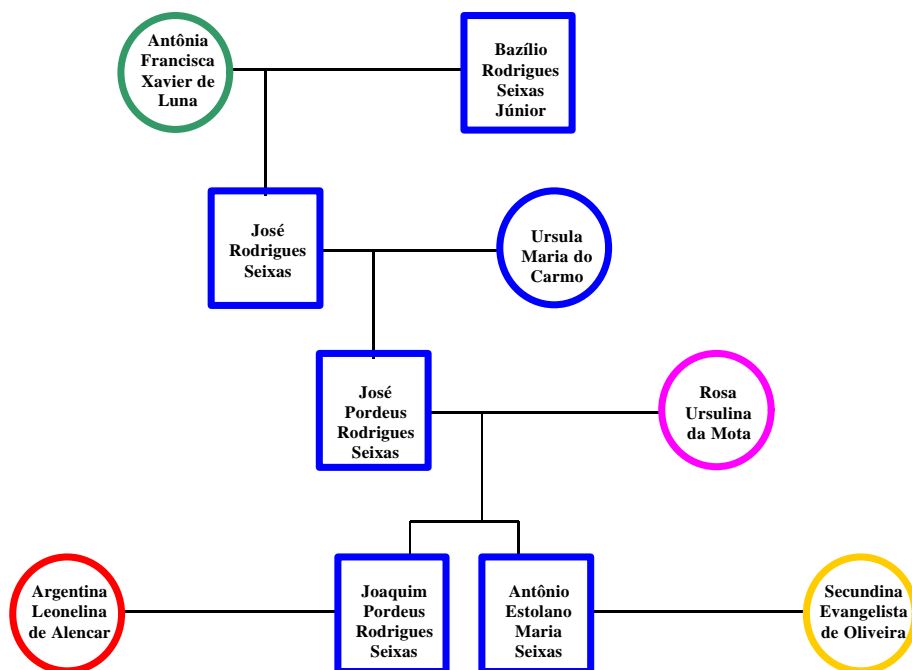 Antônia
Francisca
Xavier de
Luna
Bazílio
Rodrigues
Seixas
Júnior
José
Rodrigues
Seixas
Ursula
Maria do
Carmo
José
Pordeus
Rodrigues
Seixas
Rosa
Ursulina
da Mota
Argentina
Leonelina
de Alencar
Joaquim
Pordeus
Rodrigues
Seixas
Antônio
Estolano
Maria
Seixas
Secundina
Evangelista
de Oliveira